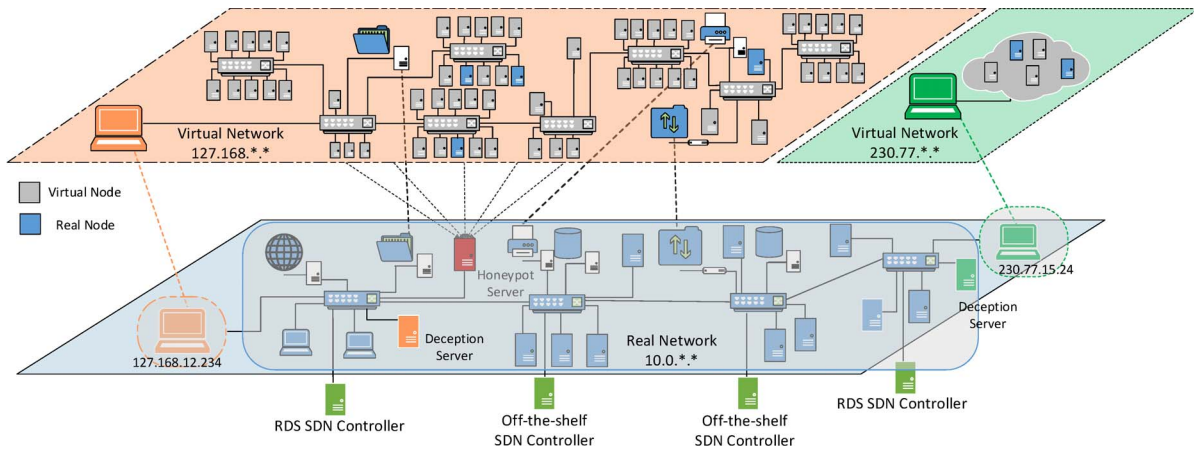 Virtual Network
127.168.*.*
Virtual Network
230.77.*.*
Virtual Node
Real Node
Honeypot
Server
230.77.15.24
Deception
Server
Deception
Server
Real Network
10.0.*.*
127.168.12.234
RDS SDN Controller
Off-the-shelf
SDN Controller
Off-the-shelf
SDN Controller
RDS SDN Controller